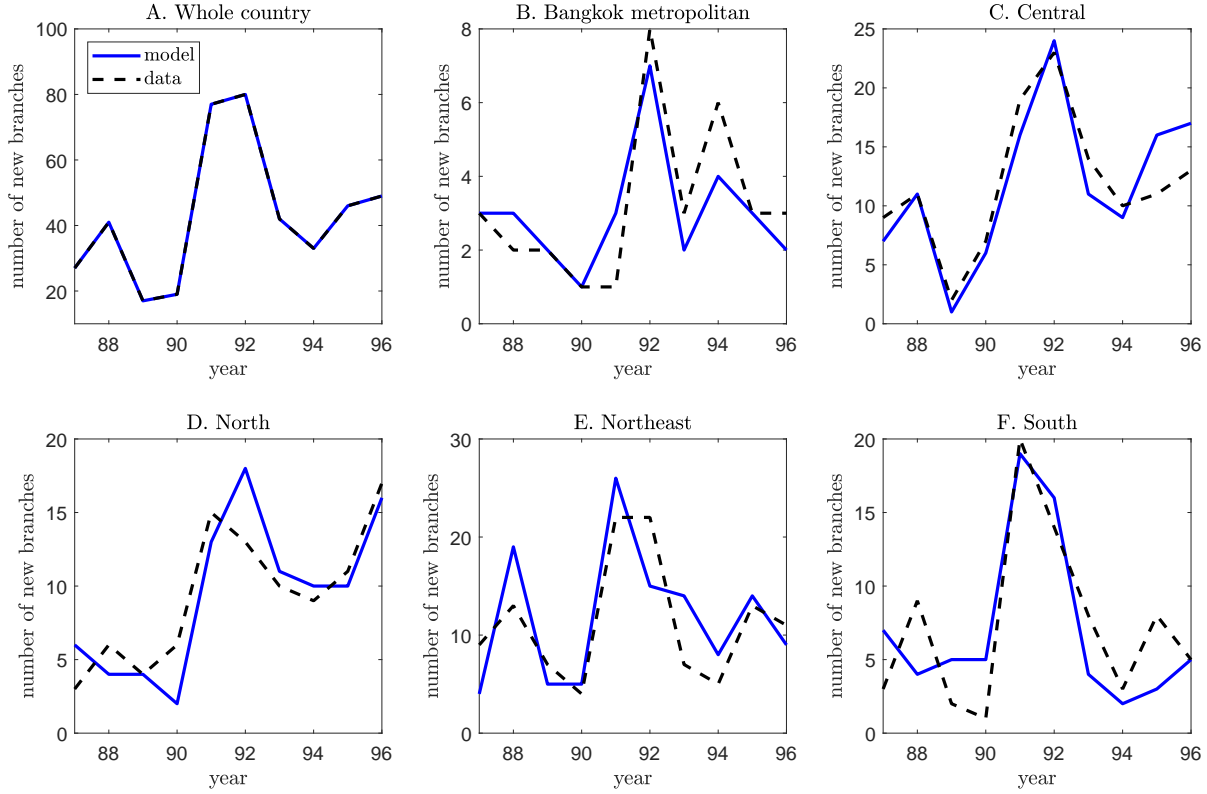 A. Whole country
100
80
60
40
20
number of new branches
model
data
88 90 92 94 96
year
B. Bangkok metropolitan
8
6
4
2
0
number of new branches
88 90 92 94 96
year
C. Central
25
20
15
10
5
0
number of new branches
88 90 92 94 96
year
D. North
20
15
10
5
0
number of new branches
88 90 92 94 96
year
E. Northeast
30
20
10
0
number of new branches
88 90 92 94 96
year
F. South
20
15
10
5
0
number of new branches
88 90 92 94 96
year